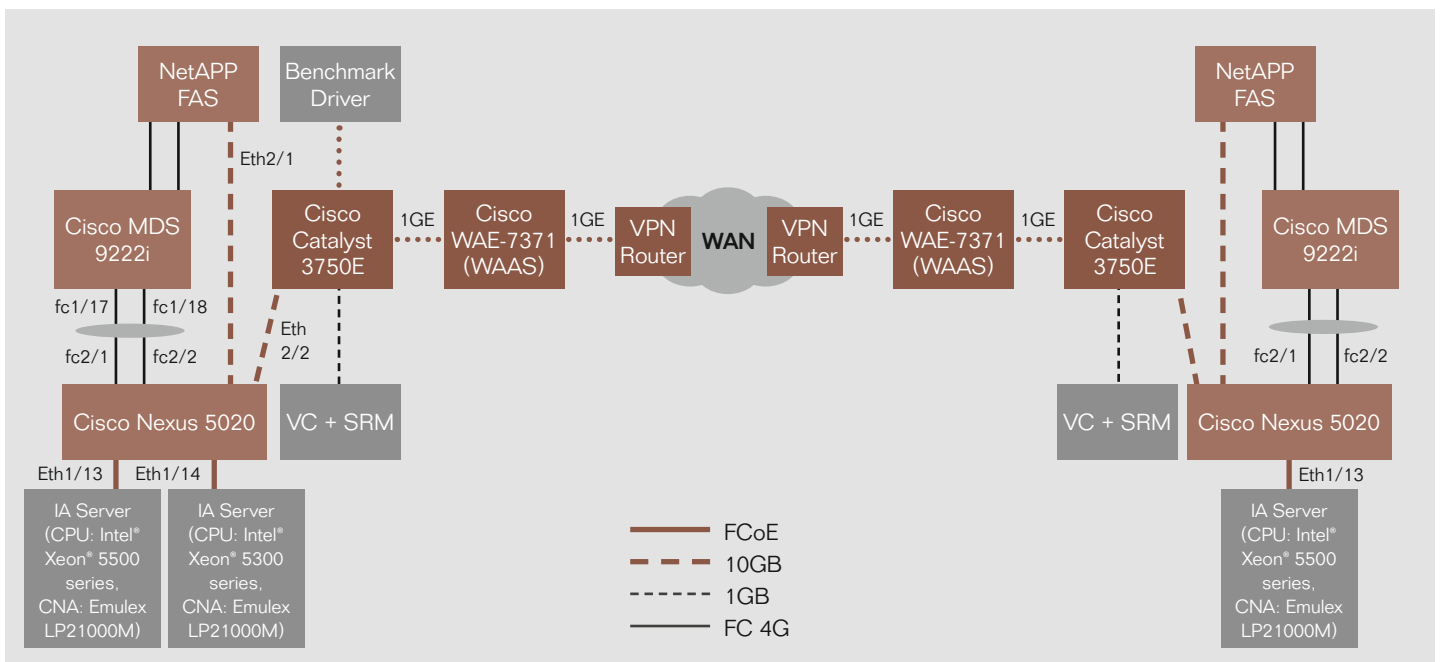 NetAPP
FAS
Benchmark
Driver
Eth2/1
Cisco MDS
9222i
fc1/17
fc1/18
fc2/1
fc2/2
Cisco
Catalyst
3750E
1GE
Cisco
WAE-7371
(WAAS)
1GE
VPN
Router
WAN
VPN
Router
1GE
Cisco
WAE-7371
(WAAS)
1GE
Cisco
Catalyst
3750E
NetAPP
FAS
Cisco MDS
9222i
fc2/1
fc2/2
Eth
2/2
Cisco Nexus 5020
VC + SRM
VC + SRM
Cisco Nexus 5020
Eth1/13
Eth1/14
Eth1/13
IA Server
(CPU: Intel®
Xeon® 5500
series,
CNA: Emulex
LP21000M)
IA Server
(CPU: Intel®
Xeon® 5300
series,
CNA: Emulex
LP21000M)
FCoE
10GB
1GB
FC 4G
IA Server
(CPU: Intel®
Xeon® 5500
series,
CNA: Emulex
LP21000M)